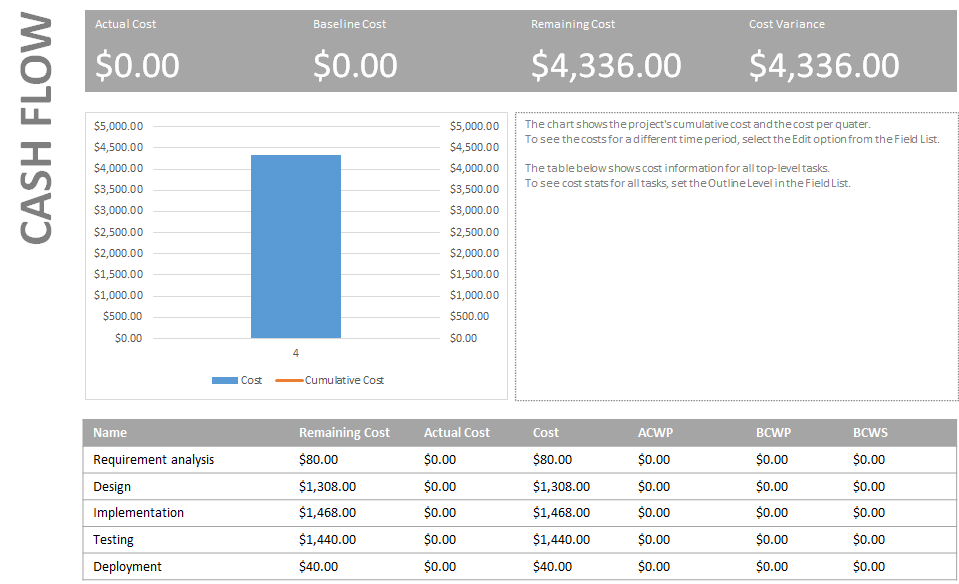 CASH FLOW
Actual Cost Baseline Cost Remaining Cost Cost Variance
$0.00 $0.00 $4,336.00 $4,336.00
$5,000.00 $5,000.00
$4,500.00 $4,500.00
$4,000.00 $4,000.00
$3,500.00 $3,500.00
$3,000.00 $3,000.00
$2,500.00 $2,500.00
$2,000.00 $2,000.00
$1,500.00 $1,500.00
$1,000.00 $1,000.00
$500.00 $500.00
$0.00 $0.00
4
Cost Cumulative Cost
The chart shows the project's cumulative cost and the cost per quater.
To see the costs for a different time period, select the Edit option from the Field List.
The table below shows cost information for all top-level tasks.
To see cost stats for all tasks, set the Outline Level in the Field List.
Name Remaining Cost Actual Cost Cost ACWP BCWP BCWS
Requirement analysis $80.00 $0.00 $80.00 $0.00 $0.00 $0.00
Design $1,308.00 $0.00 $1,308.00 $0.00 $0.00 $0.00
Implementation $1,468.00 $0.00 $1,468.00 $0.00 $0.00 $0.00
Testing $1,440.00 $0.00 $1,440.00 $0.00 $0.00 $0.00
Deployment $40.00 $0.00 $40.00 $0.00 $0.00 $0.00